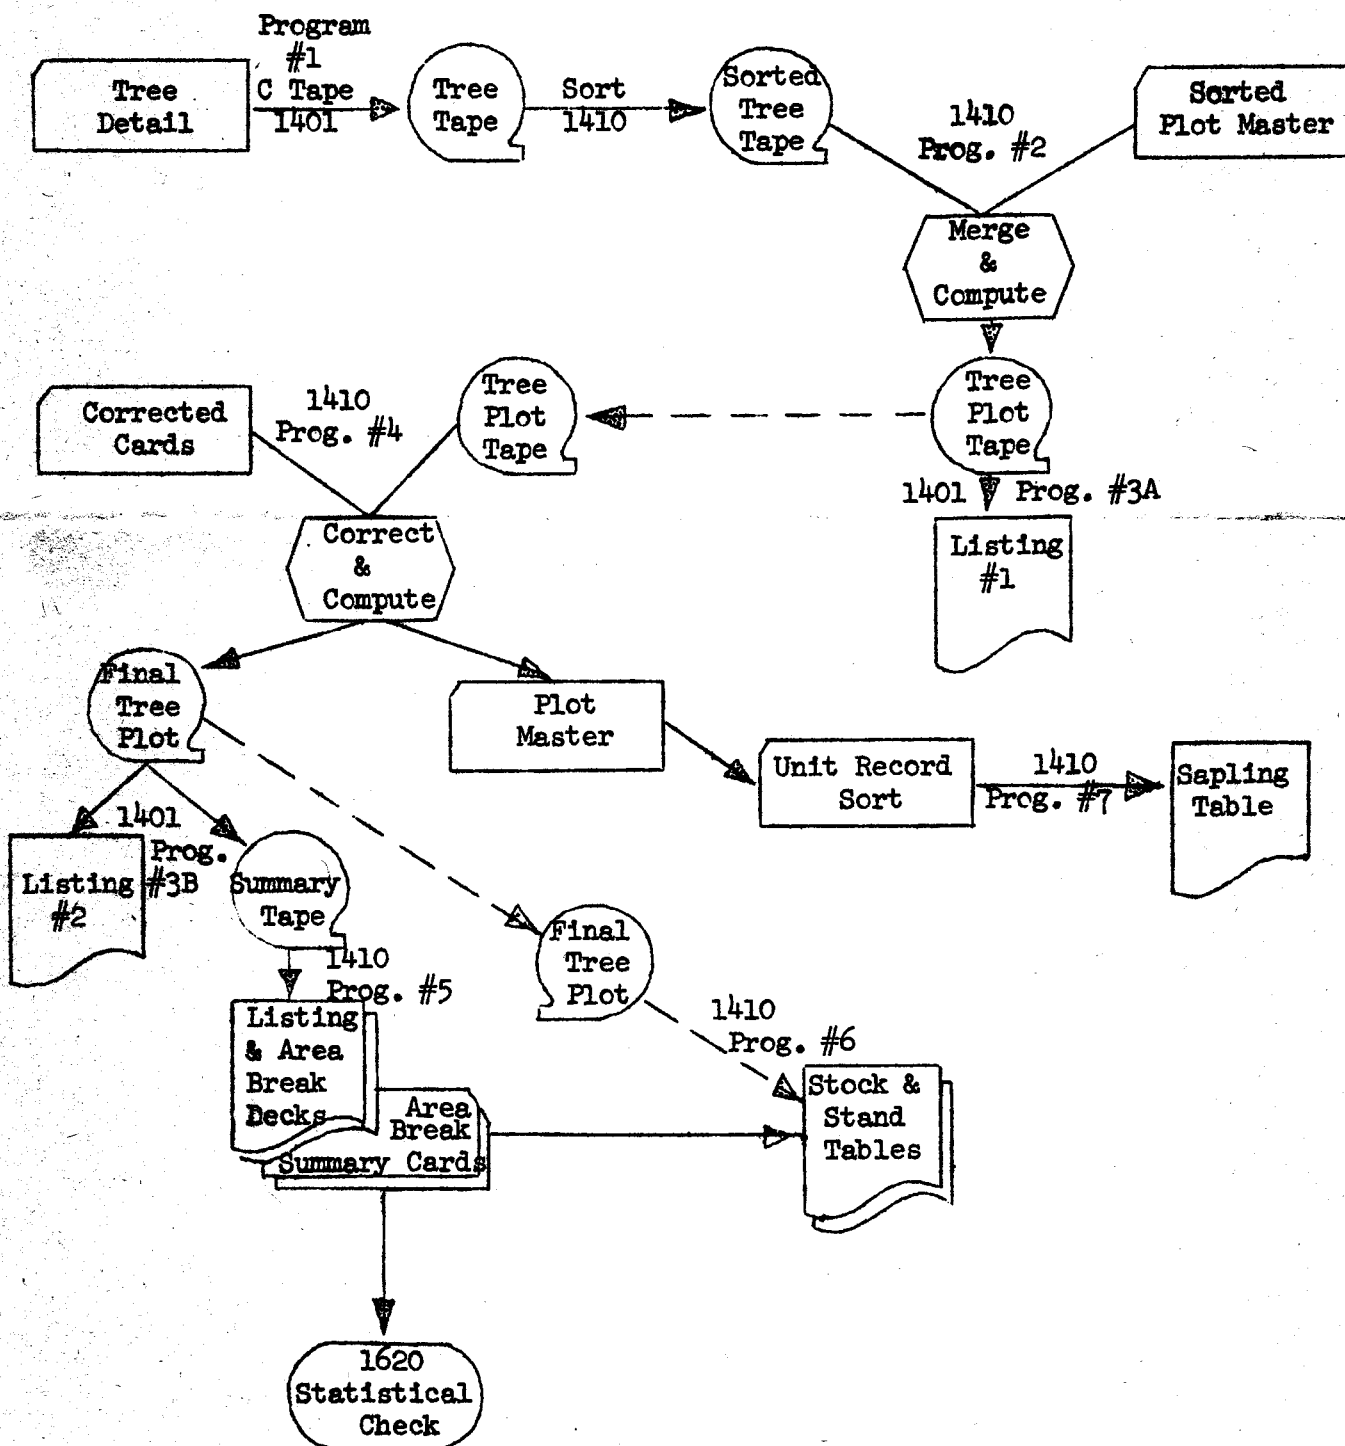 Program
#1
C Tape
1401
Tree
Detail
Tree
Tape
Sort
1410
Sorted
Tree
Tape
1410
Prog. #2
Sorted
Plot Master
Merge
&
Compute
Tree
Plot
Tape
Tree
Plot
Tape
1410
Prog. #4
Corrected
Cards
1401 Prog. #3A
Listing
#1
Correct
&
Compute
Final
Tree
Plot
Plot
Master
Unit Record
Sort
1410
Prog. #7
Sapling
Table
1401
Prog.
#3B
Listing
#2
Summary
Tape
1410
Prog. #5
Final
Tree
Plot
1410
Prog. #6
Listing
& Area
Break
Decks
Area
Break
Summary Cards
Stock &
Stand
Tables
1620
Statistical
Check